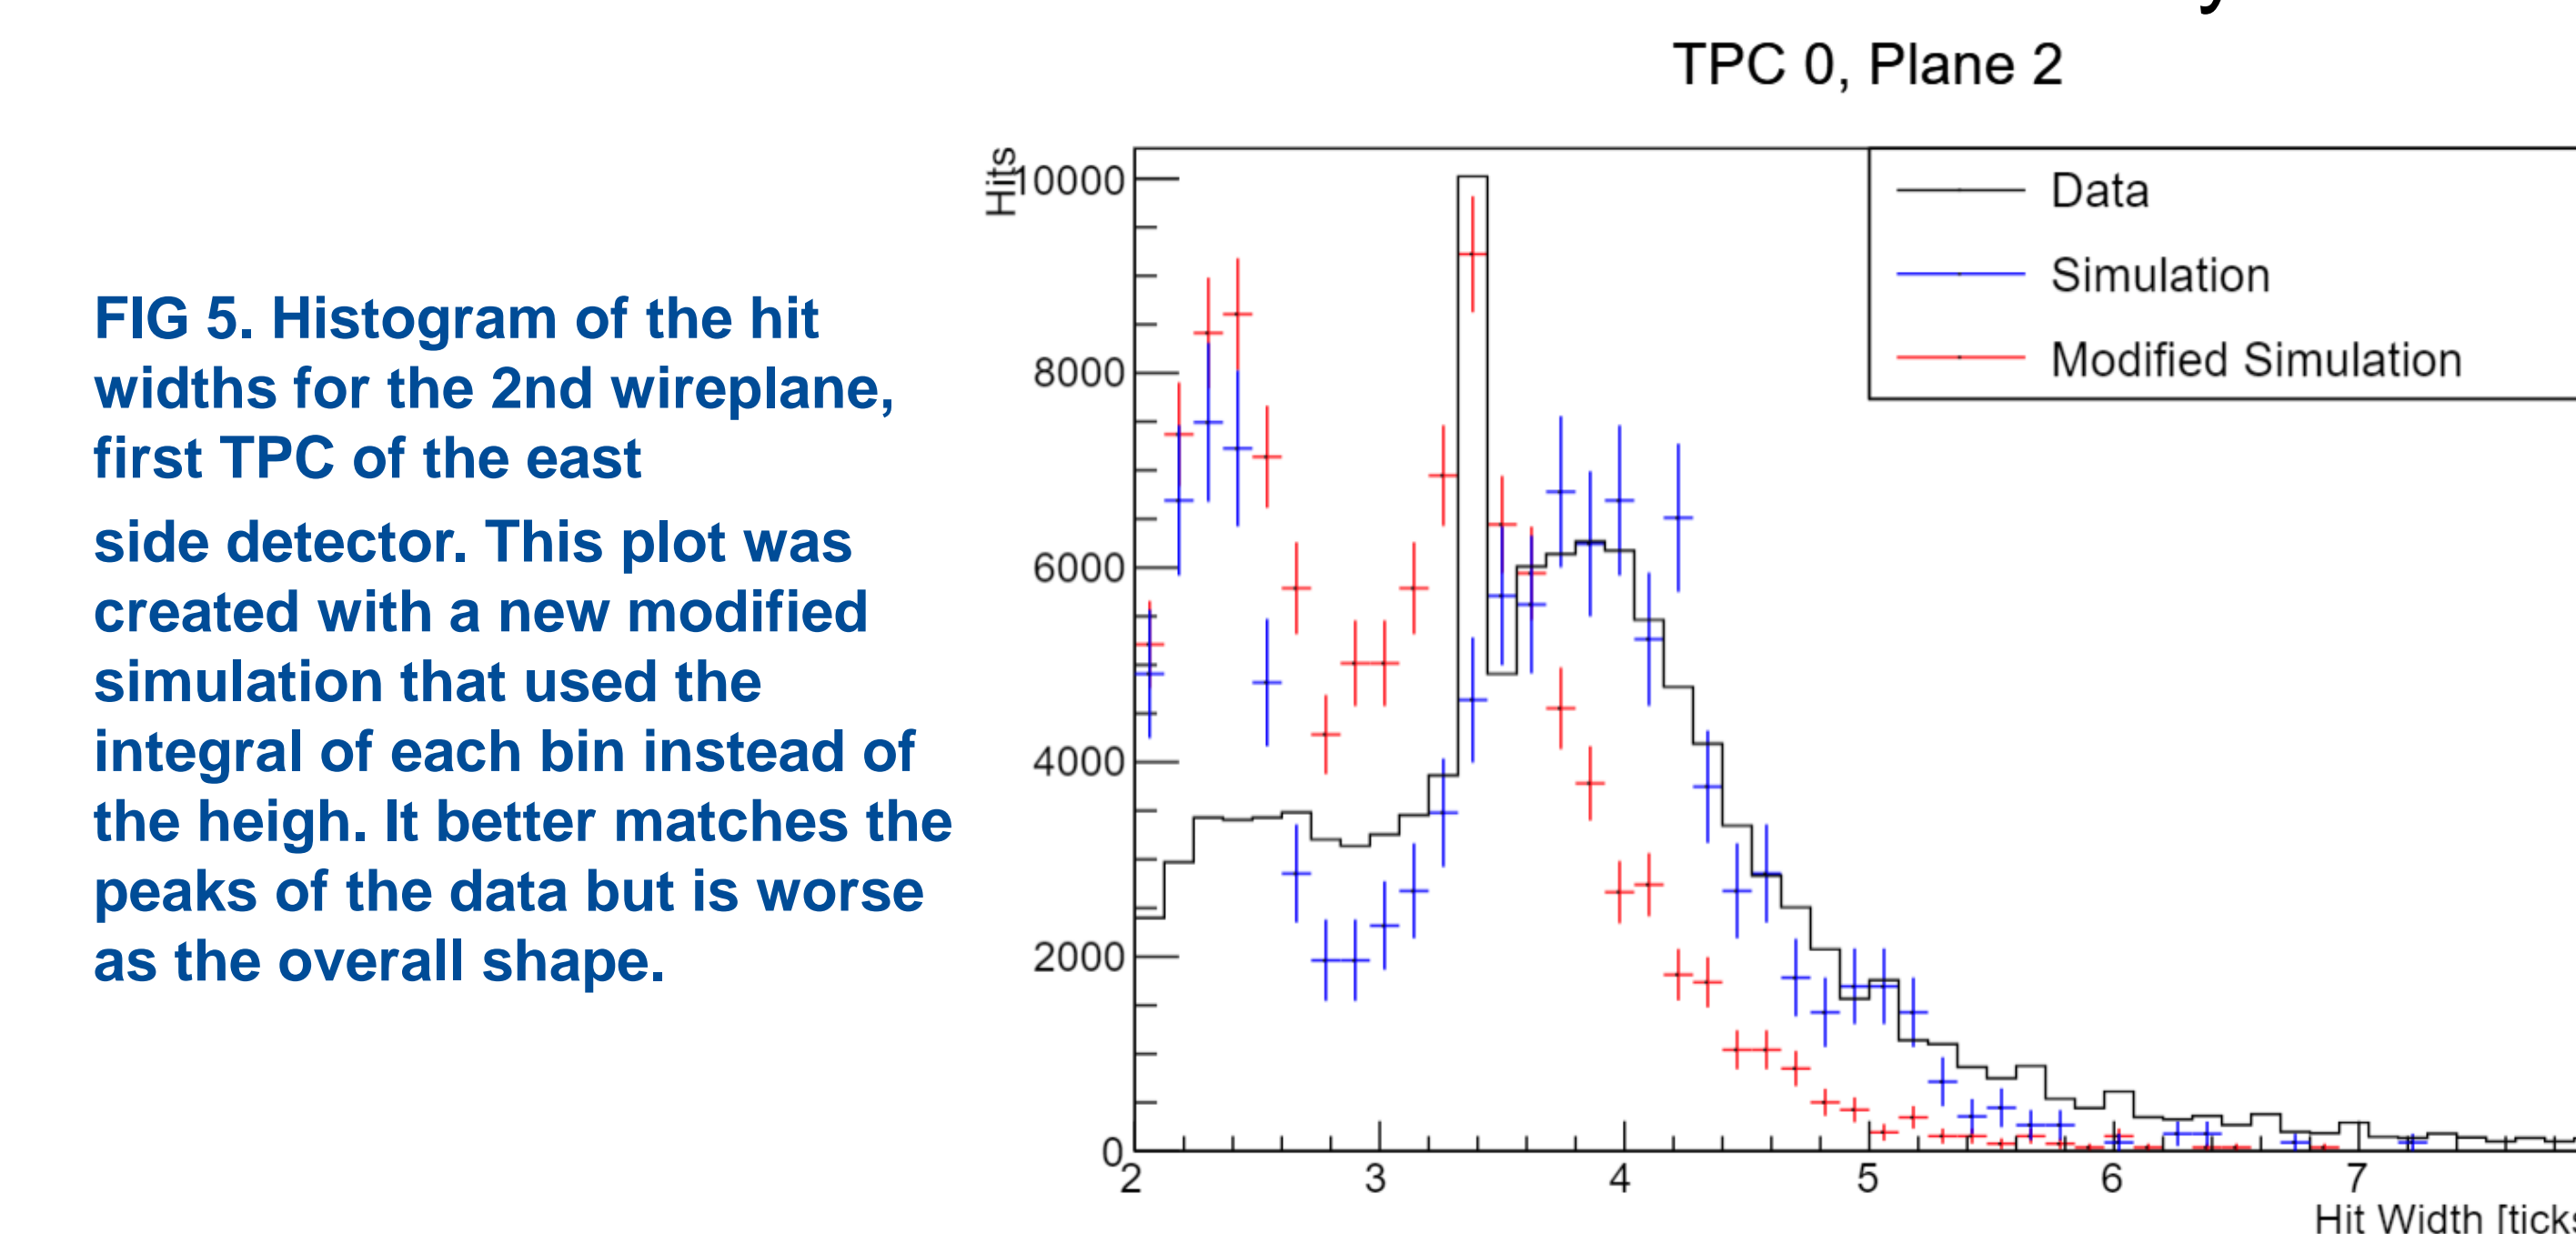 TPC 0, Plane 2
FIG 5. Histogram of the hit
widths for the 2nd wireplane,
first TPC of the east
side detector. This plot was
created with a new modified
simulation that used the
integral of each bin instead of
the heigh. It better matches the
peaks of the data but is worse
as the overall shape.
Hits
10000
8000
6000
4000
2000
0
Data
Simulation
Modified Simulation
2 3 4 5 6 7
Hit Width [ticks